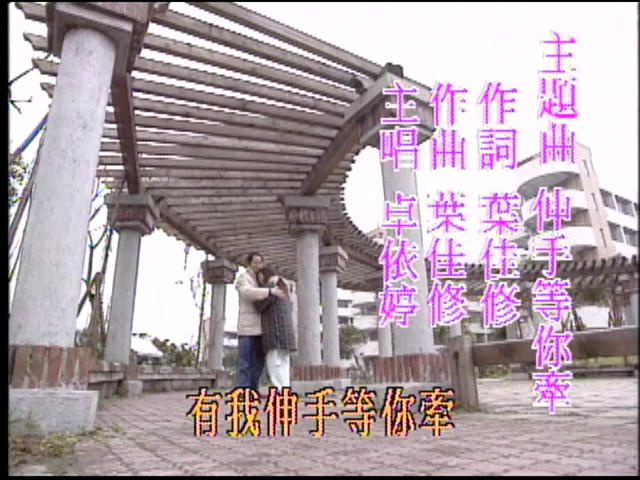 主題曲 伸手等你牽
作詞 葉佳修
作曲 葉佳修
主唱 卓依婷
有我伸手等你牽